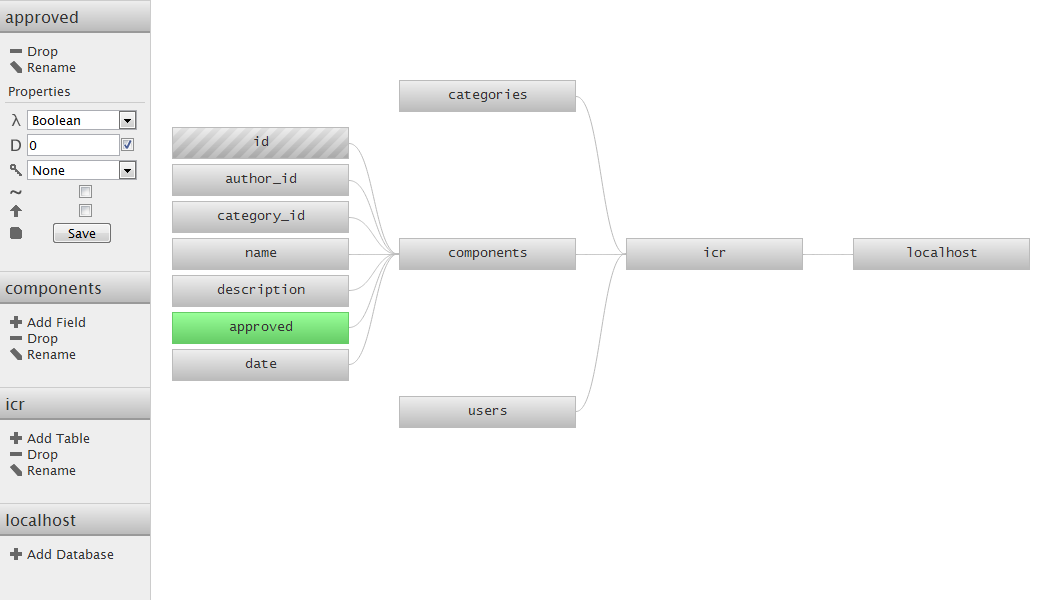 approved
Drop
Rename
Properties
λ Boolean
D 0
None
~
Save
components
Add Field
Drop
Rename
icr
Add Table
Drop
Rename
localhost
Add Database
categories
id
author_id
category_id
name
description
approved
date
components
users
icr
localhost